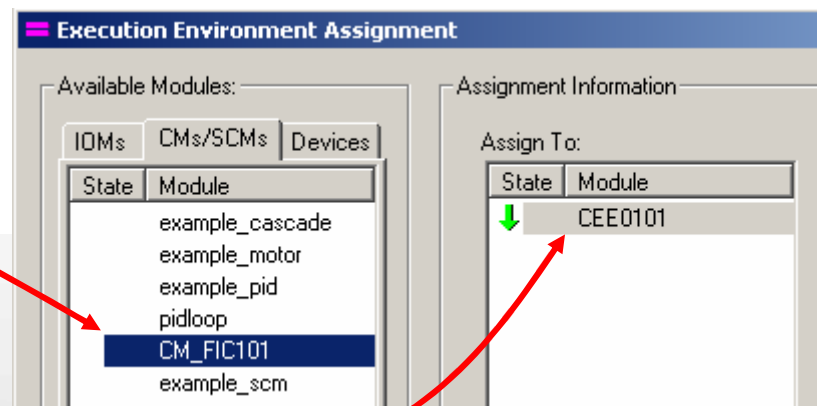 Execution Environment Assignment
Available Modules:
Assignment Information
IOMs CMs/SCMs Devices
Assign To:
State Module
State Module
example_cascade
CEE0101
example_motor
example_pid
pidloop
CM_FIC101
example_scm